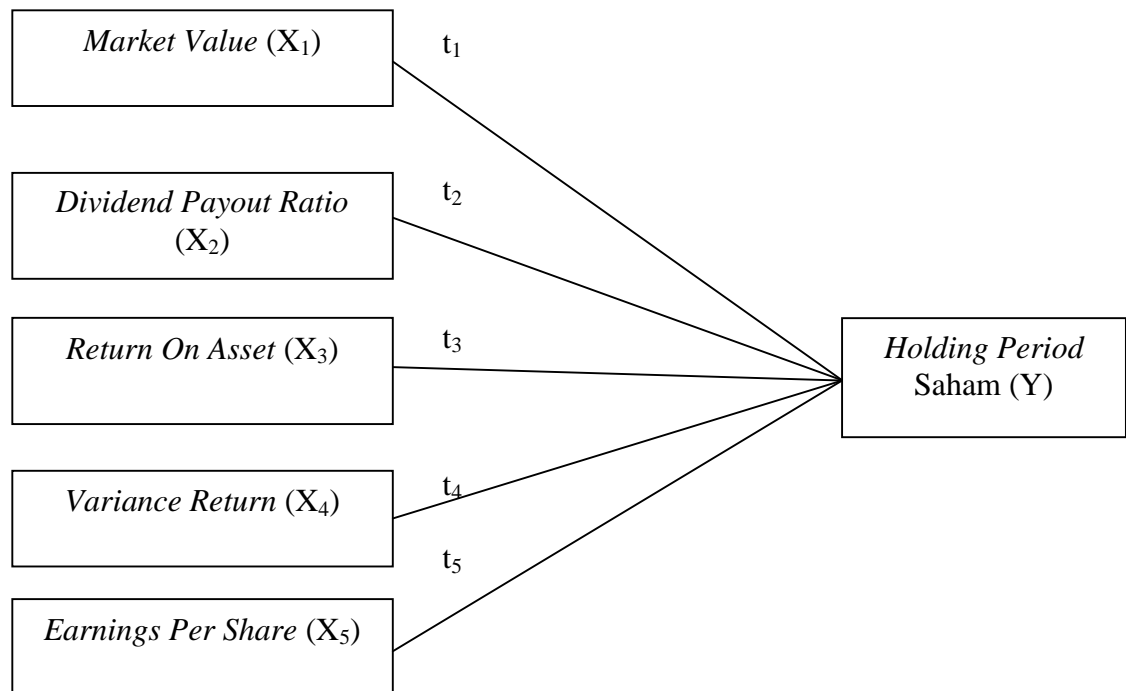 Market Value (X₁)
t₁
Dividend Payout Ratio
(X₂)
t₂
Return On Asset (X₃)
t₃
Holding Period
Saham (Y)
Variance Return (X₄)
t₄
t₅
Earnings Per Share (X₅)